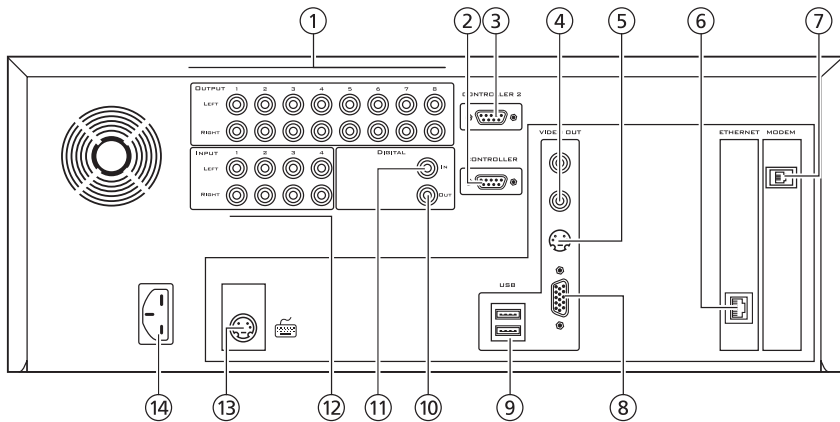 1 2 3 4 5 6 7
OUTPUT 1 2 3 4 5 6 7 8
LEFT
RIGHT
CONTROLLER 2
INPUT 1 2 3 4
LEFT
RIGHT
DIGITAL
IN
OUT
CONTROLLER
VIDEO OUT
ETHERNET
MODEM
USB
14 13 12 11 10 9 8